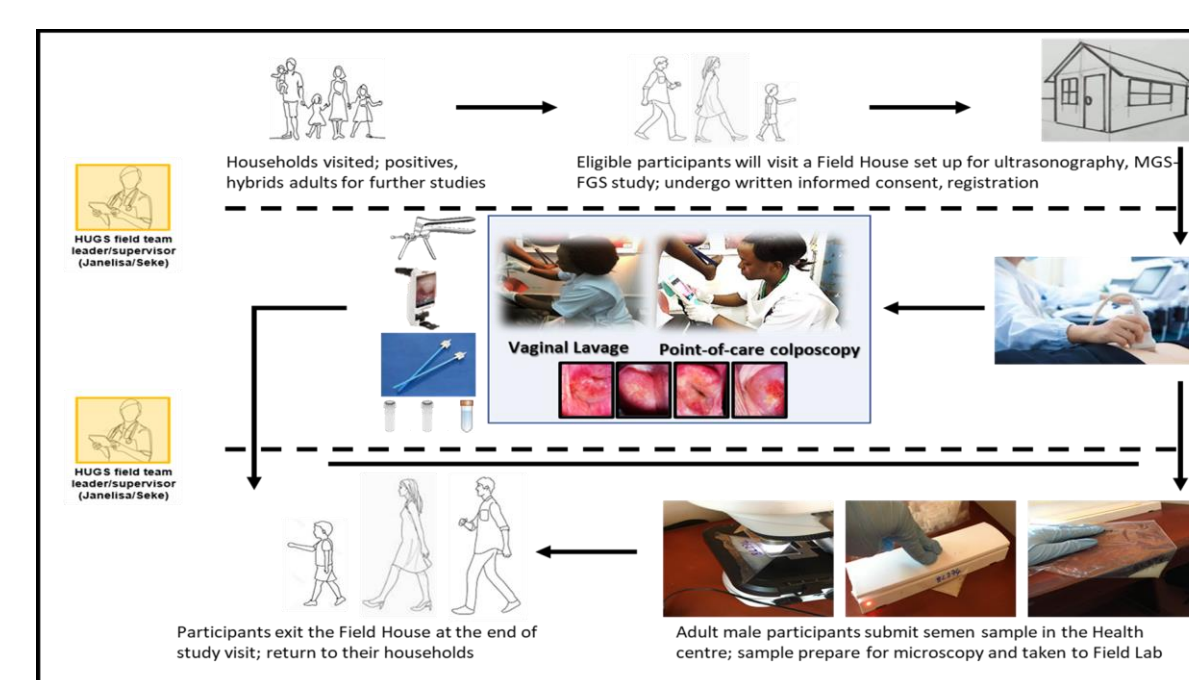 Households visited; positives,
hybrids adults for further studies
Eligible participants will visit a Field House set up for ultrasonography, MGS-
FGS study; undergo written informed consent, registration
HUGS field team
leader/supervisor
(Janelisa/Seke)
Vaginal Lavage
Point-of-care colposcopy
HUGS field team
leader/supervisor
(Janelisa/Seke)
Participants exit the Field House at the end of
study visit; return to their households
Adult male participants submit semen sample in the Health
centre; sample prepare for microscopy and taken to Field Lab